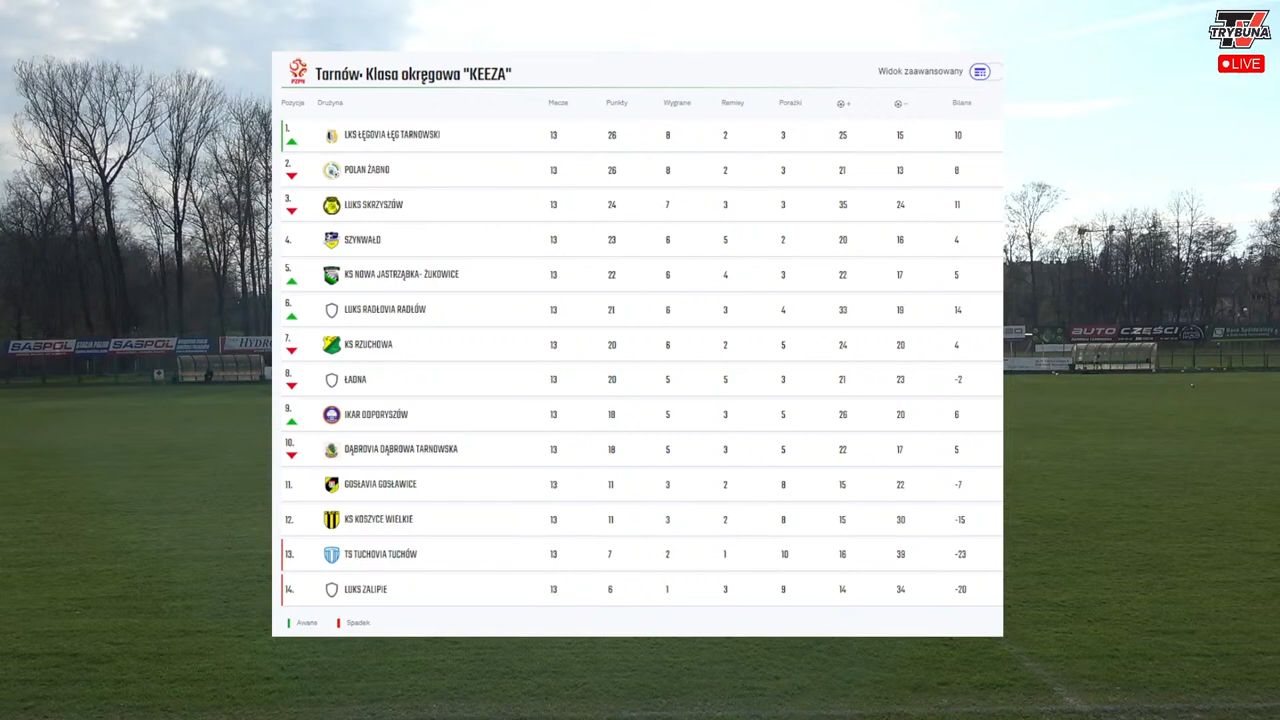 TRYBUNA
TV
LIVE
PZPN
Tarnów: Klasa okręgowa "KEEZA"
Widok zaawansowany
Pozycja Drużyna Mecze Punkty Wygrane Remisy Porażki + - Bilans
1. LKS ŁĘGOVIA ŁĘG TARNOWSKI 13 26 8 2 3 25 15 10
2. POLAN ŻABNO 13 26 8 2 3 21 13 8
3. LUKS SKRZYSZÓW 13 24 7 3 3 35 24 11
4. SZYNWAŁD 13 23 6 5 2 20 16 4
5. KS NOWA JASTRZĄBKA- ŻUKOWICE 13 22 6 4 3 22 17 5
6. LUKS RADŁOVIA RADŁÓW 13 21 6 3 4 33 19 14
7. KS RZUCHOWA 13 20 6 2 5 24 20 4
8. ŁADNA 13 20 5 5 3 21 23 -2
9. IKAR ODPORYSZÓW 13 18 5 3 5 26 20 6
10. DĄBROVIA DĄBROWA TARNOWSKA 13 18 5 3 5 22 17 5
11. GOSŁAVIA GOSŁAWICE 13 11 3 2 8 15 22 -7
12. KS KOSZYCE WIELKIE 13 11 3 2 8 15 30 -15
13. TS TUCHOVIA TUCHÓW 13 7 2 1 10 16 39 -23
14. LUKS ZALIPIE 13 6 1 3 9 14 34 -20
Awans Spadek
SASPOL SASPOL HYDRO
AUTO CZĘŚCI